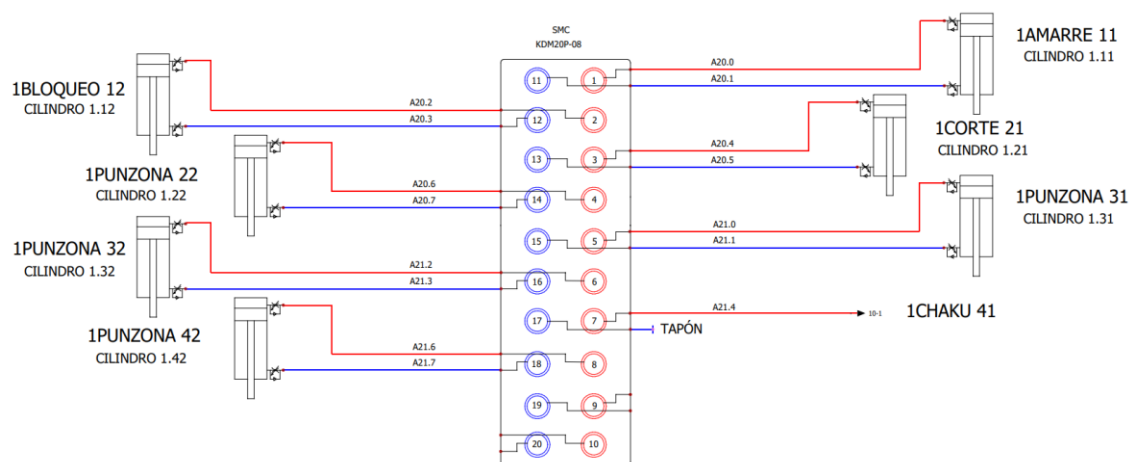 SMC
KDM20P-08
1BLOQUEO 12
CILINDRO 1.12
1PUNZONA 22
CILINDRO 1.22
1PUNZONA 32
CILINDRO 1.32
1PUNZONA 42
CILINDRO 1.42
A20.2
A20.3
A20.6
A20.7
A21.2
A21.3
A21.6
A21.7
11 1
12 2
13 3
14 4
15 5
16 6
17 7
18 8
19 9
20 10
A20.0
A20.1
A20.4
A20.5
A21.0
A21.1
A21.4
10-1
TAPÓN
1AMARRE 11
CILINDRO 1.11
1CORTE 21
CILINDRO 1.21
1PUNZONA 31
CILINDRO 1.31
1CHAKU 41